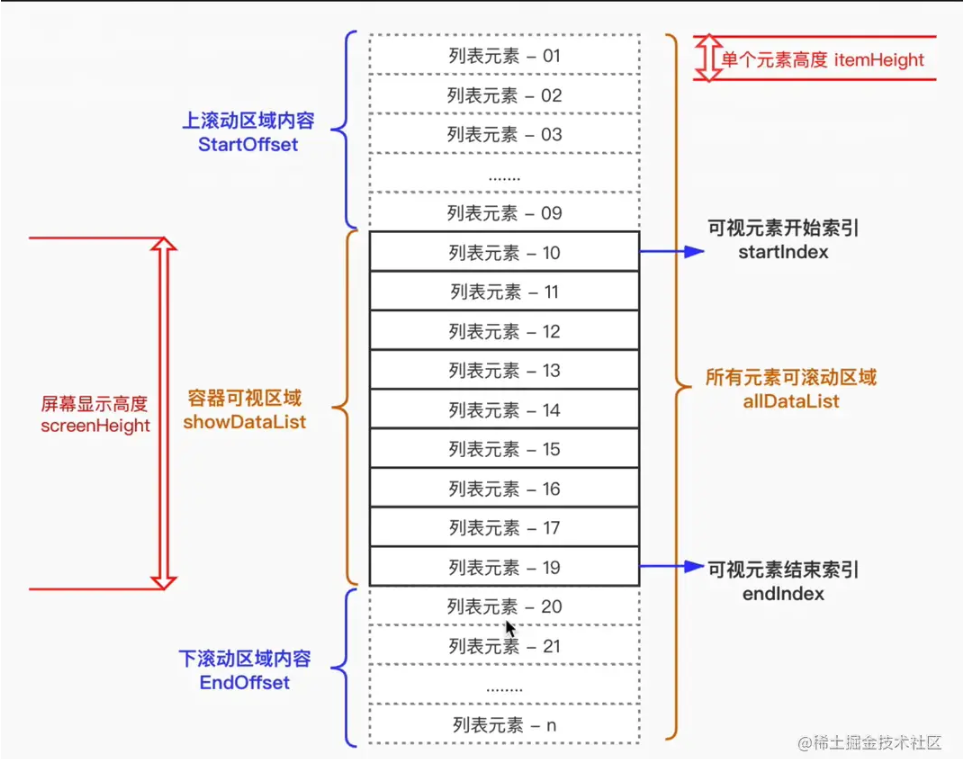 列表元素 – 01
单个元素高度 itemHeight
列表元素 – 02
上滚动区域内容
StartOffset
列表元素 – 03
.......
列表元素 – 09
可视元素开始索引
startIndex
列表元素 – 10
列表元素 – 11
列表元素 – 12
列表元素 – 13
所有元素可滚动区域
allDataList
屏幕显示高度
screenHeight
容器可视区域
showDataList
列表元素 – 14
列表元素 – 15
列表元素 – 16
列表元素 – 17
列表元素 – 19
可视元素结束索引
endIndex
列表元素 – 20
列表元素 – 21
下滚动区域内容
EndOffset
........
列表元素 – n
@稀土掘金技术社区